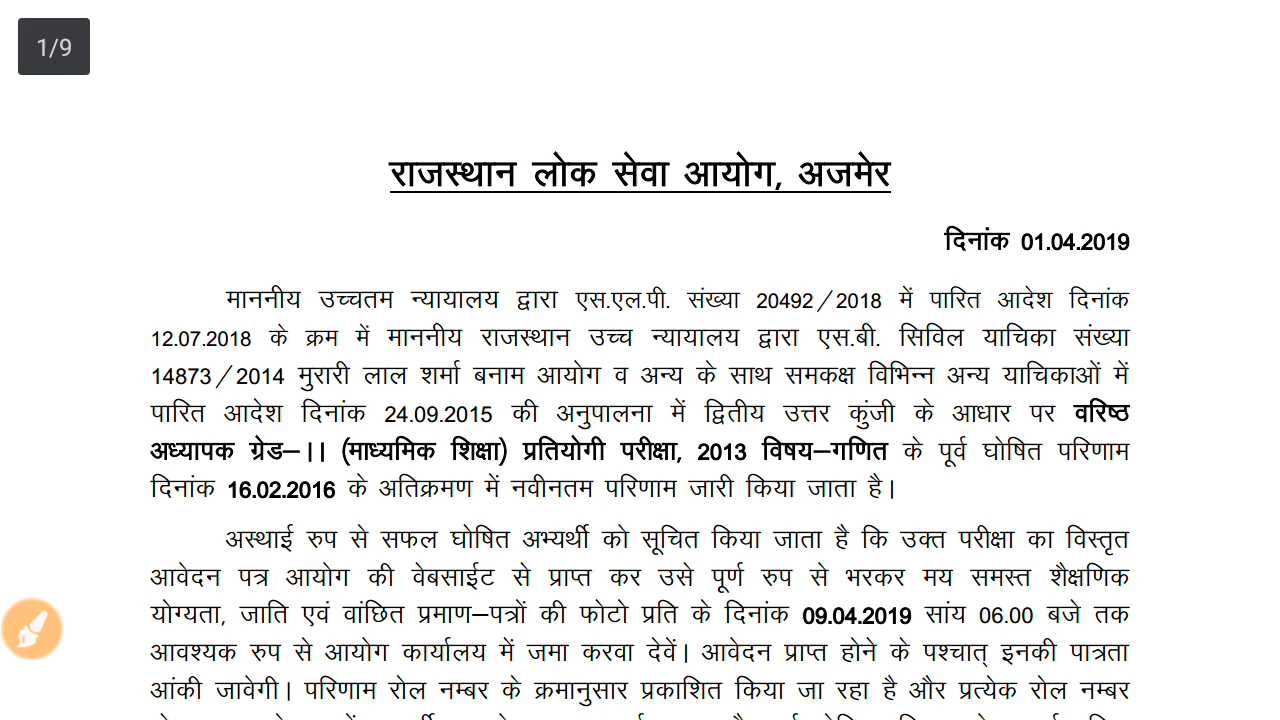 1/9
राजस्थान लोक सेवा आयोग, अजमेर
दिनांक 01.04.2019
माननीय उच्चतम न्यायालय द्वारा एस.एल.पी. संख्या 20492/2018 में पारित आदेश दिनांक
12.07.2018 के क्रम में माननीय राजस्थान उच्च न्यायालय द्वारा एस.बी. सिविल याचिका संख्या
14873/2014 मुरारी लाल शर्मा बनाम आयोग व अन्य के साथ समकक्ष विभिन्न अन्य याचिकाओं में
पारित आदेश दिनांक 24.09.2015 की अनुपालना में द्वितीय उत्तर कुंजी के आधार पर वरिष्ठ
अध्यापक ग्रेड–।। (माध्यमिक शिक्षा) प्रतियोगी परीक्षा, 2013 विषय–गणित के पूर्व घोषित परिणाम
दिनांक 16.02.2016 के अतिक्रमण में नवीनतम परिणाम जारी किया जाता है।
अस्थाई रुप से सफल घोषित अभ्यर्थी को सूचित किया जाता है कि उक्त परीक्षा का विस्तृत
आवेदन पत्र आयोग की वेबसाईट से प्राप्त कर उसे पूर्ण रुप से भरकर मय समस्त शैक्षणिक
योग्यता, जाति एवं वांछित प्रमाण–पत्रों की फोटो प्रति के दिनांक 09.04.2019 सांय 06.00 बजे तक
आवश्यक रुप से आयोग कार्यालय में जमा करवा देवें। आवेदन प्राप्त होने के पश्चात् इनकी पात्रता
आंकी जावेगी। परिणाम रोल नम्बर के क्रमानुसार प्रकाशित किया जा रहा है और प्रत्येक रोल नम्बर